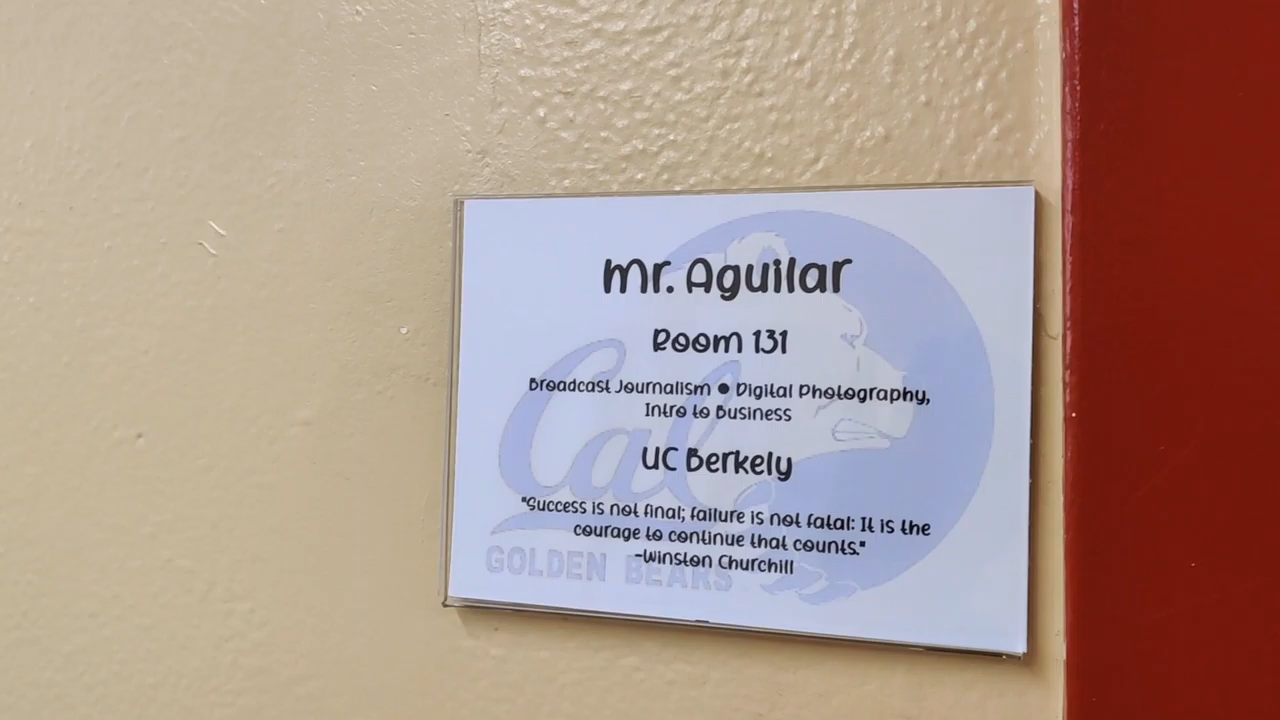 Mr. Aguilar
Room 131
Broadcast Journalism ● Digital Photography,
Intro to Business
UC Berkely
"Success is not final; failure is not fatal: It is the
courage to continue that counts."
-Winston Churchill
Cal
GOLDEN BEARS